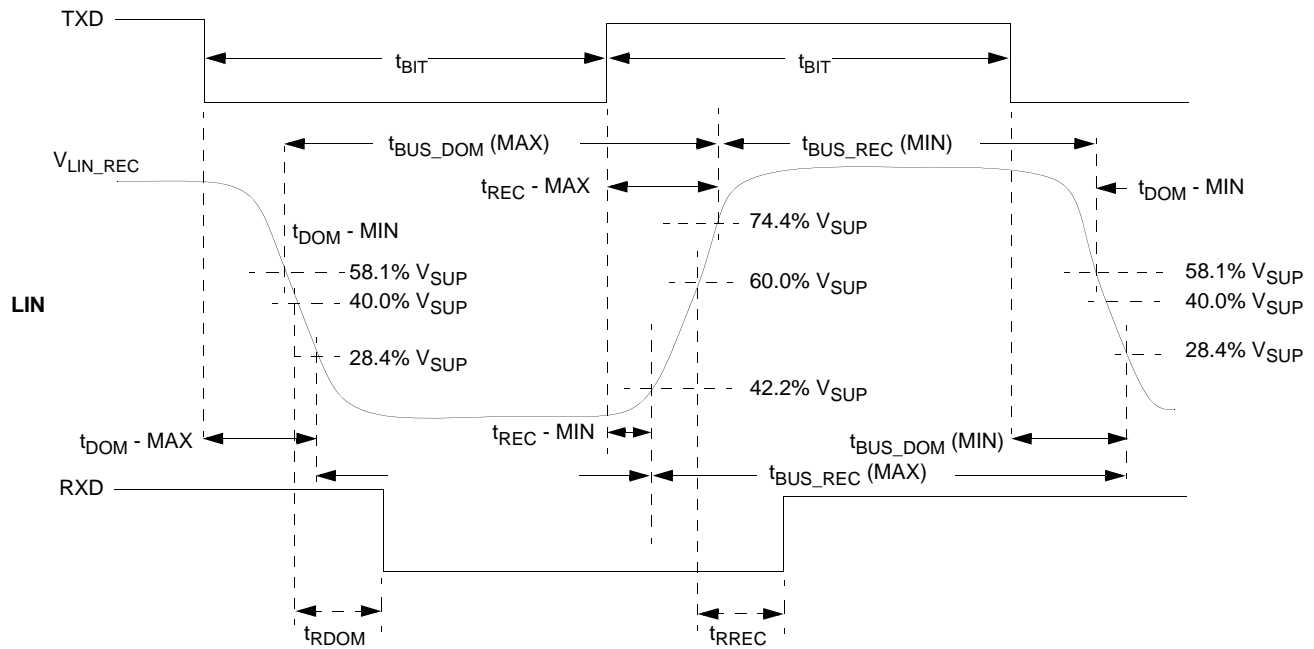 TXD
tBIT tBIT
tBUS_DOM (MAX) tBUS_REC (MIN)
VLIN_REC
tREC - MAX tDOM - MIN
tDOM - MIN 74.4% VSUP
58.1% VSUP 60.0% VSUP 58.1% VSUP
LIN 40.0% VSUP 40.0% VSUP
28.4% VSUP 28.4% VSUP
42.2% VSUP
tDOM - MAX tREC - MIN tBUS_DOM (MIN)
tBUS_REC (MAX)
RXD
tRDOM tRREC